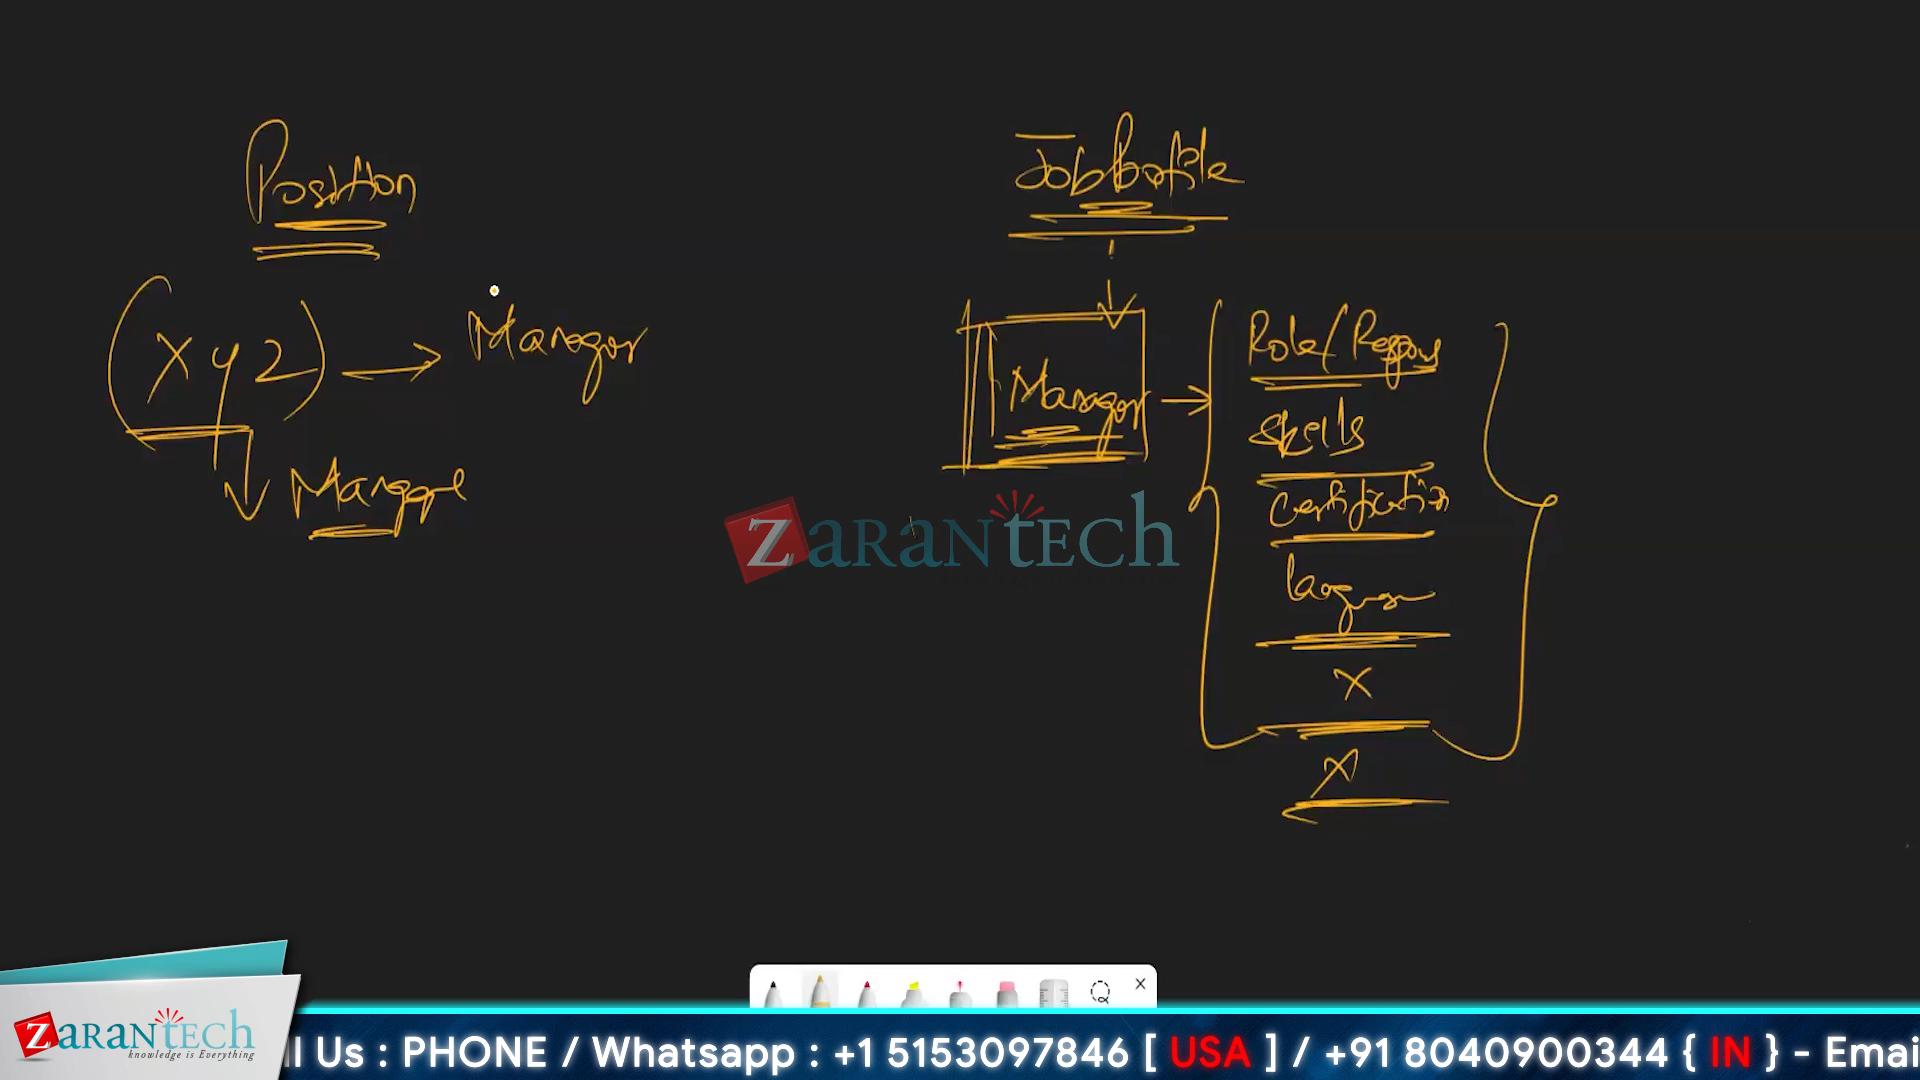 Position
Job Profile
(XYZ) → Manager
Manager
Manager
Role/Respons
Skills
Certification
X
X
ZARANTECH
ZARANTECH
knowledge is Everything
ll Us : PHONE / Whatsapp : +1 5153097846 [ USA ] / +91 8040900344 { IN } - Emai